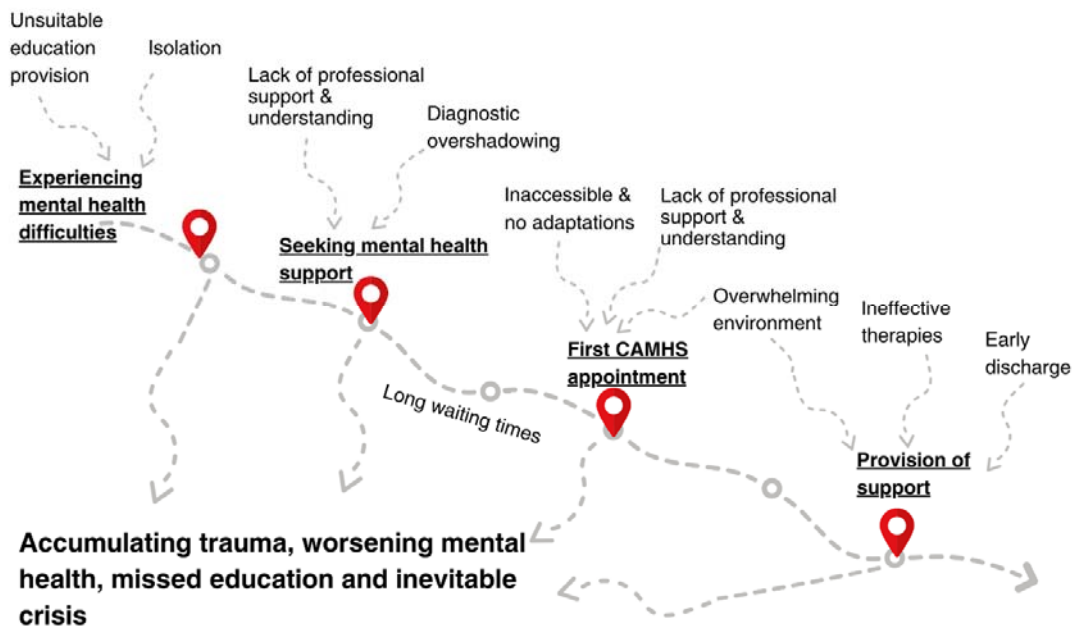 Unsuitable
education
provision
Isolation
Lack of professional
support &
understanding
Diagnostic
overshadowing
Experiencing
mental health
difficulties
Inaccessible &
no adaptations
Lack of professional
support &
understanding
Seeking mental health
support
Overwhelming
environment
Ineffective
therapies
Early
discharge
First CAMHS
appointment
Long waiting times
Provision of
support
Accumulating trauma, worsening mental
health, missed education and inevitable
crisis